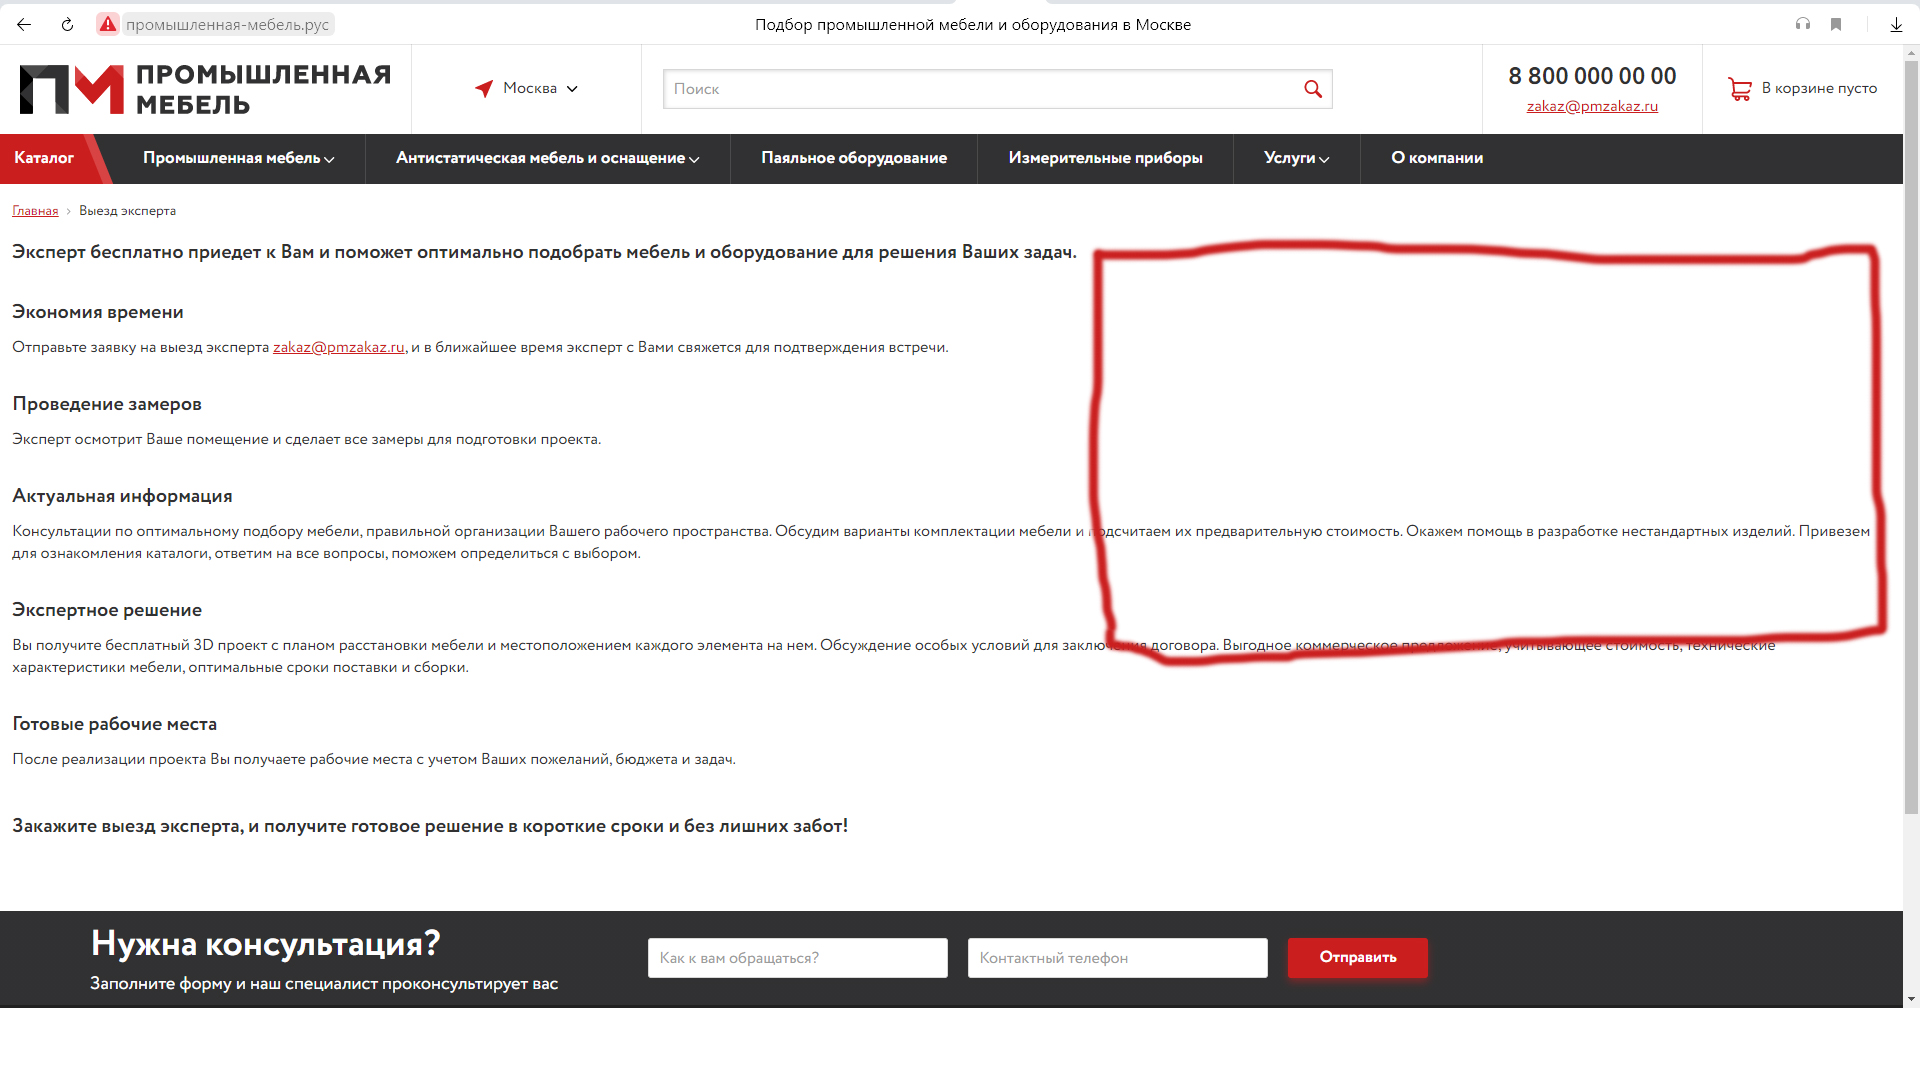 промышленная-мебель.рус
Подбор промышленной мебели и оборудования в Москве
ПМ ПРОМЫШЛЕННАЯ
МЕБЕЛЬ
Москва
Поиск
8 800 000 00 00
zakaz@pmzakaz.ru
В корзине пусто
Каталог
Промышленная мебель
Антистатическая мебель и оснащение
Паяльное оборудование
Измерительные приборы
Услуги
О компании
Главная › Выезд эксперта
Эксперт бесплатно приедет к Вам и поможет оптимально подобрать мебель и оборудование для решения Ваших задач.
Экономия времени
Отправьте заявку на выезд эксперта zakaz@pmzakaz.ru, и в ближайшее время эксперт с Вами свяжется для подтверждения встречи.
Проведение замеров
Эксперт осмотрит Ваше помещение и сделает все замеры для подготовки проекта.
Актуальная информация
Консультации по оптимальному подбору мебели, правильной организации Вашего рабочего пространства. Обсудим варианты комплектации мебели и подсчитаем их предварительную стоимость. Окажем помощь в разработке нестандартных изделий. Привезем
для ознакомления каталоги, ответим на все вопросы, поможем определиться с выбором.
Экспертное решение
Вы получите бесплатный 3D проект с планом расстановки мебели и местоположением каждого элемента на нем. Обсуждение особых условий для заключения договора. Выгодное коммерческое предложение, учитывающее стоимость, технические
характеристики мебели, оптимальные сроки поставки и сборки.
Готовые рабочие места
После реализации проекта Вы получаете рабочие места с учетом Ваших пожеланий, бюджета и задач.
Закажите выезд эксперта, и получите готовое решение в короткие сроки и без лишних забот!
Нужна консультация?
Заполните форму и наш специалист проконсультирует вас
Как к вам обращаться?
Контактный телефон
Отправить